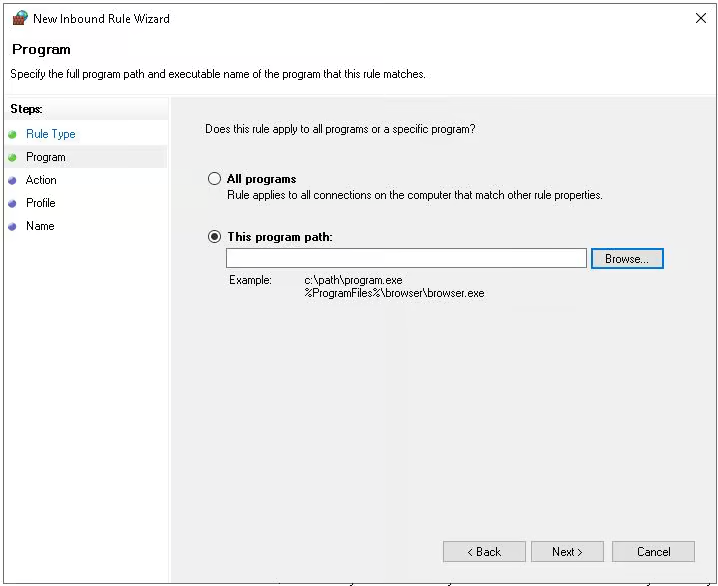 New Inbound Rule Wizard
Program
Specify the full program path and executable name of the program that this rule matches.
Steps:
Rule Type
Program
Action
Profile
Name
Does this rule apply to all programs or a specific program?
All programs
Rule applies to all connections on the computer that match other rule properties.
This program path:
Browse...
Example:
c:\path\program.exe
%ProgramFiles%\browser\browser.exe
< Back
Next >
Cancel